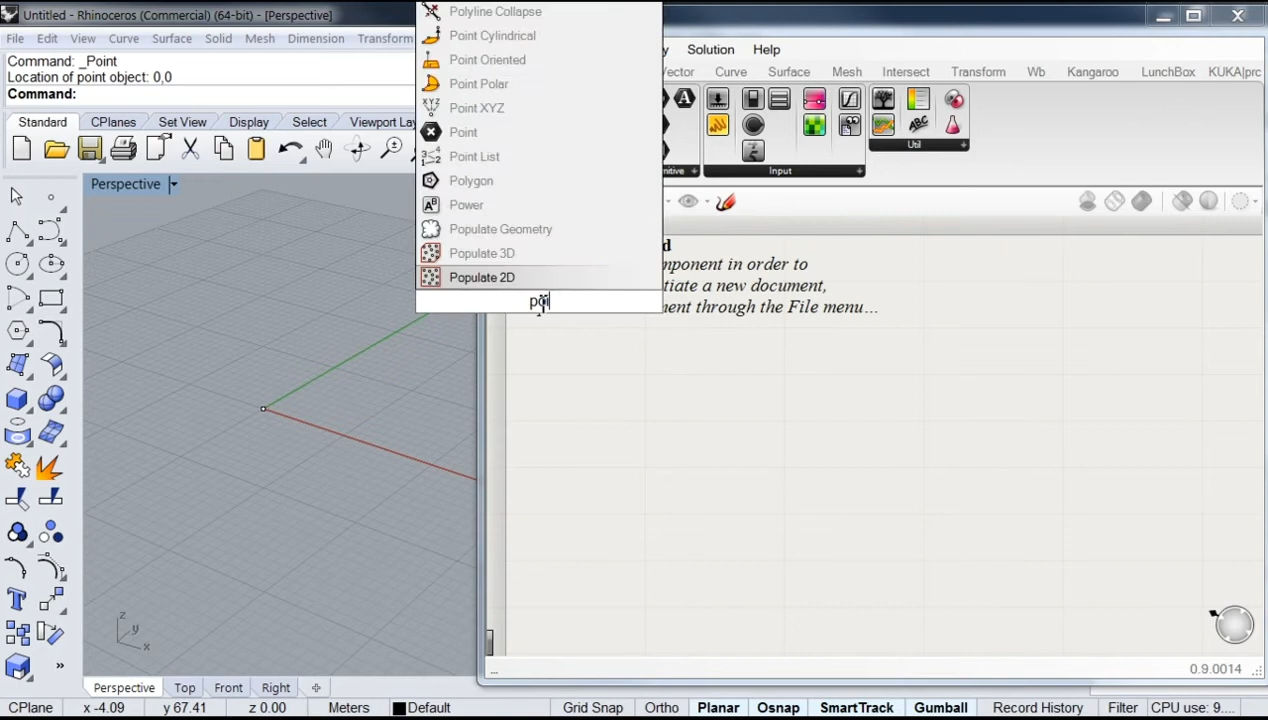 Untitled - Rhinoceros (Commercial) (64-bit) - [Perspective]
File Edit View Curve Surface Solid Mesh Dimension Transform
Command: _Point
Location of point object: 0,0
Command:
Standard CPlanes Set View Display Select Viewport Lay
Perspective
Polyline Collapse
Point Cylindrical
Point Oriented
Point Polar
Point XYZ
Point
Point List
Polygon
Power
Populate Geometry
Populate 3D
Populate 2D
poi
y Solution Help
Vector Curve Surface Mesh Intersect Transform Wb Kangaroo LunchBox KUKA|prc
mitive Input Util
d
mponent in order to
tiate a new document,
ment through the File menu...
z
y
x
...
0.9.0014
Perspective Top Front Right
CPlane x -4.09 y 67.41 z 0.00 Meters Default Grid Snap Ortho Planar Osnap SmartTrack Gumball Record History Filter CPU use: 9....